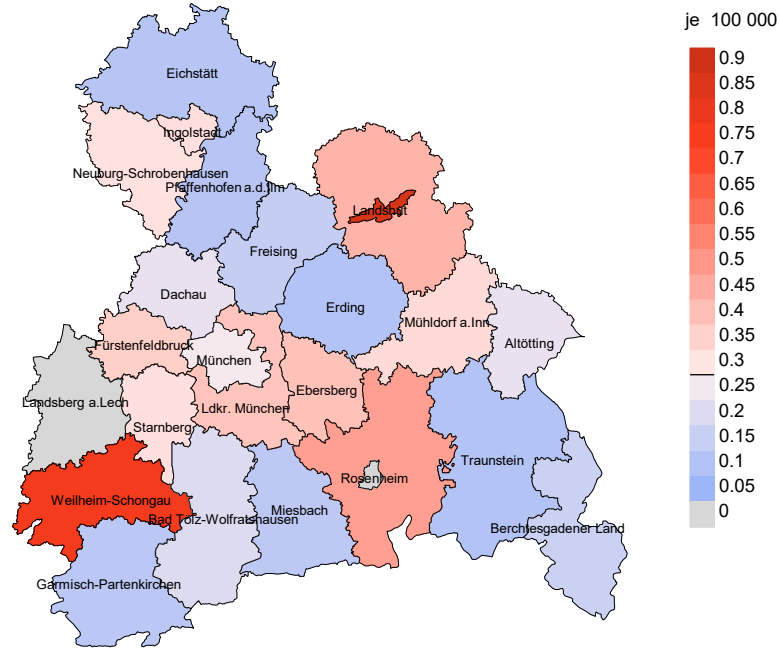 je 100 000
0.9
0.85
0.8
0.75
0.7
0.65
0.6
0.55
0.5
0.45
0.4
0.35
0.3
0.25
0.2
0.15
0.1
0.05
0
Eichstätt
Ingolstadt
Neuburg-Schrobenhausen
Pfaffenhofen a.d.Ilm
Landshut
Freising
Dachau
Erding
Mühldorf a.Inn
Altötting
Fürstenfeldbruck
München
Ebersberg
Landsberg a.Lech
Ldkr. München
Starnberg
Traunstein
Rosenheim
Weilheim-Schongau
Miesbach
Bad Tölz-Wolfratshausen
Berchtesgadener Land
Garmisch-Partenkirchen